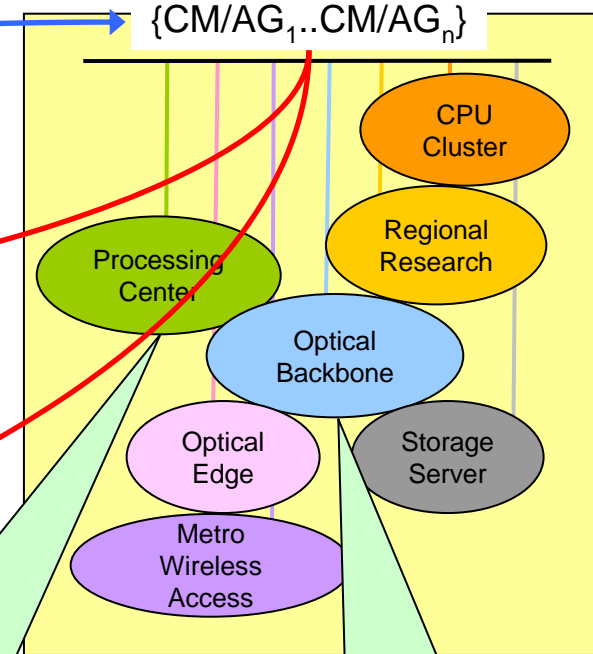 {CM/AG₁..CM/AGₙ}
CPU
Cluster
Regional
Research
Processing
Center
Optical
Backbone
Optical
Edge
Storage
Server
Metro
Wireless
Access